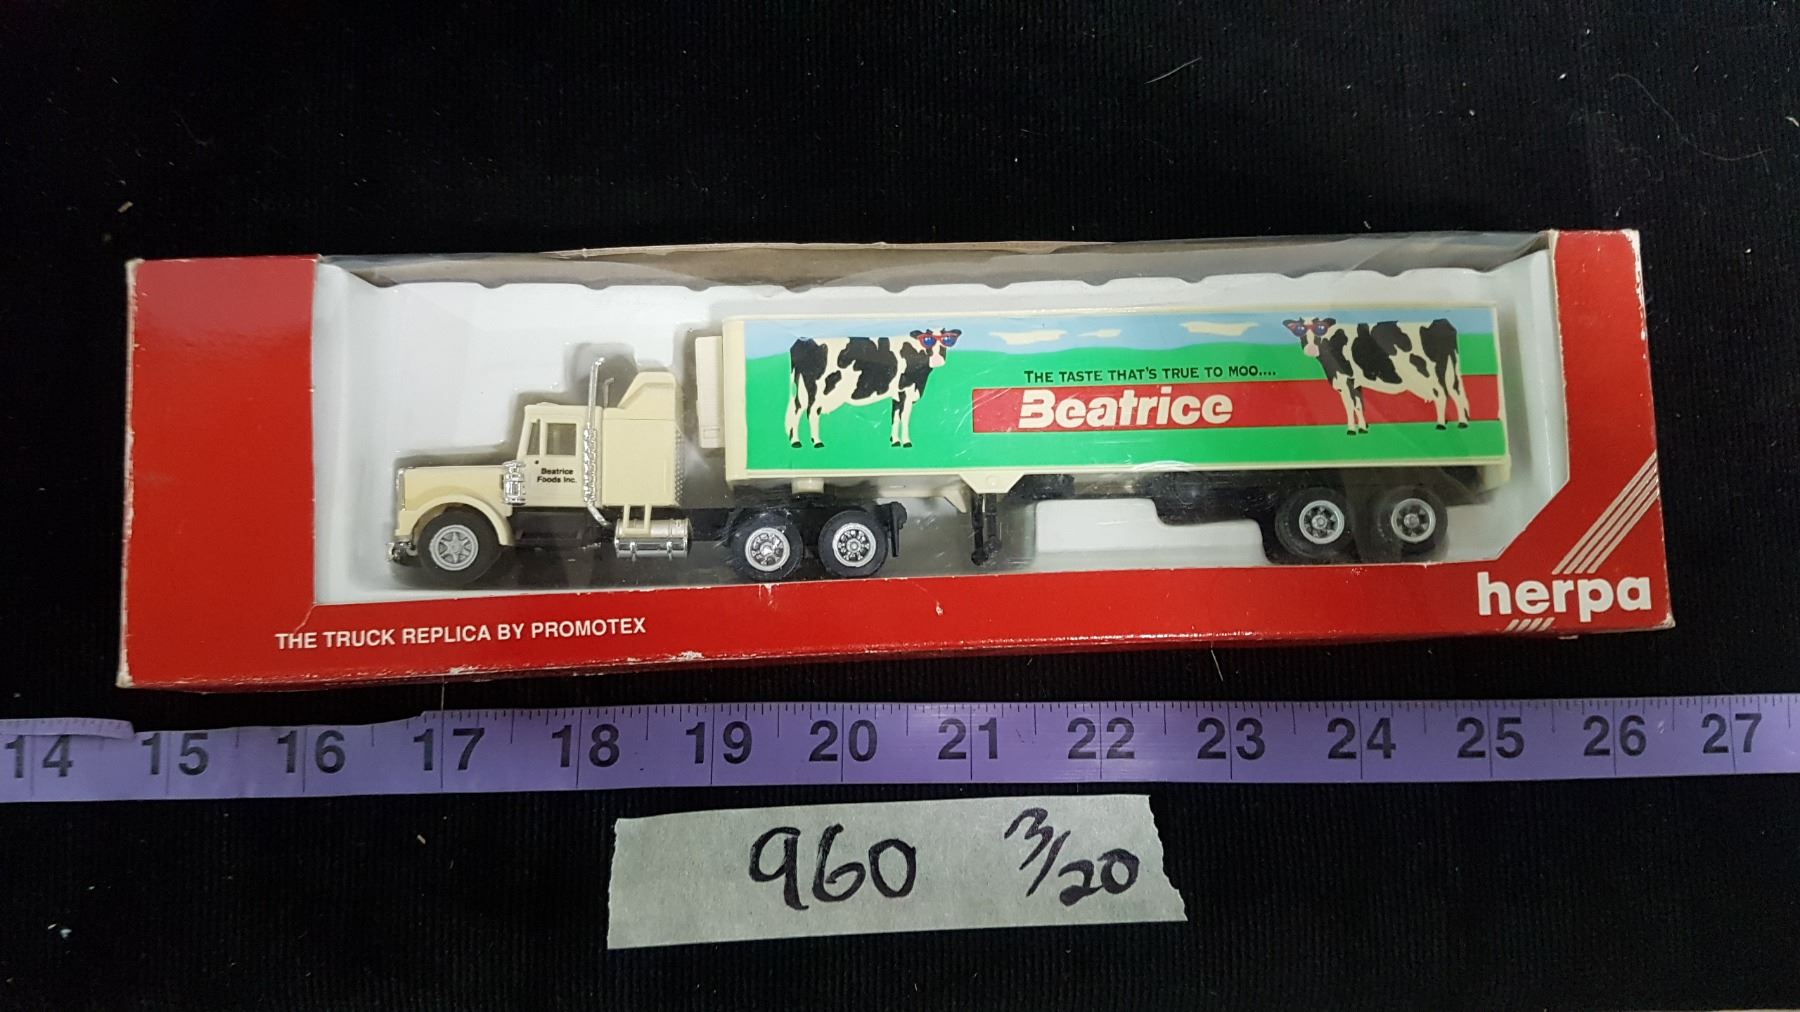 THE TASTE THAT'S TRUE TO MOO....
Beatrice
Beatrice
Foods Inc.
herpa
THE TRUCK REPLICA BY PROMOTEX
14 15 16 17 18 19 20 21 22 23 24 25 26 27
960 3/20